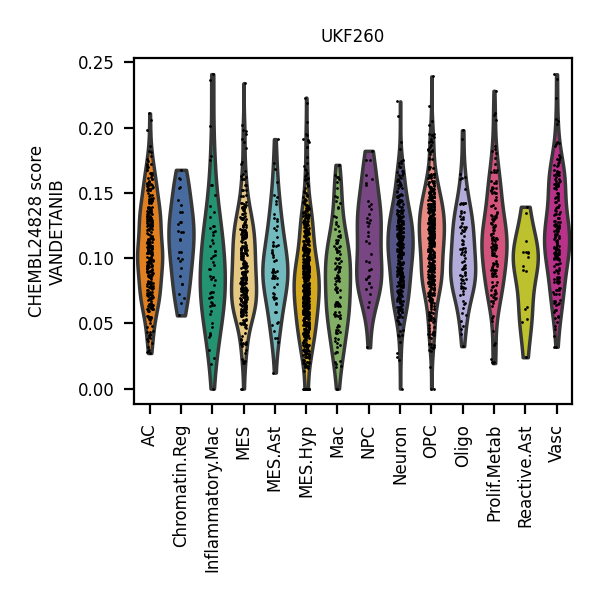 UKF260
CHEMBL24828 score
VANDETANIB
0.25
0.20
0.15
0.10
0.05
0.00
AC
Chromatin.Reg
Inflammatory.Mac
MES
MES.Ast
MES.Hyp
Mac
NPC
Neuron
OPC
Oligo
Prolif.Metab
Reactive.Ast
Vasc